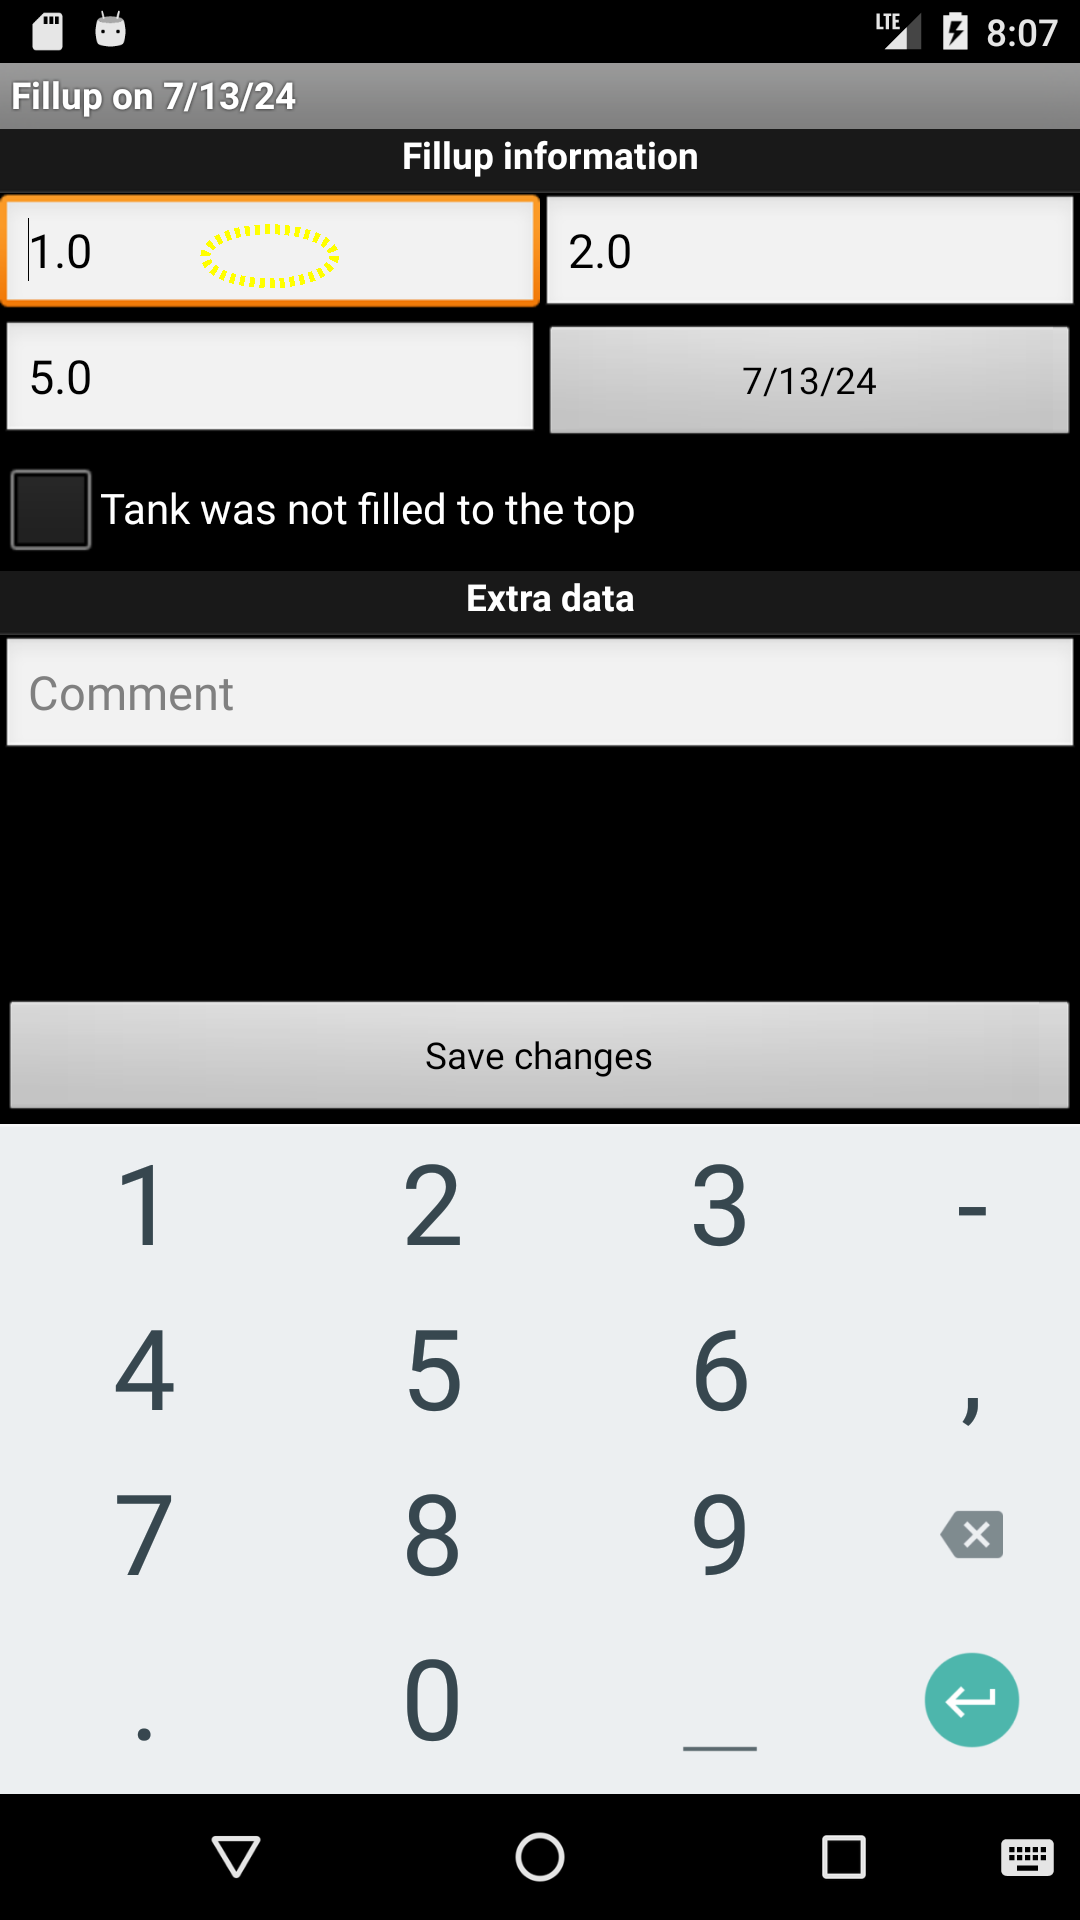 LTE 8:07
Fillup on 7/13/24
Fillup information
1.0 2.0
5.0 7/13/24
Tank was not filled to the top
Extra data
Comment
Save changes
1 2 3 -
4 5 6 ,
7 8 9
. 0 _